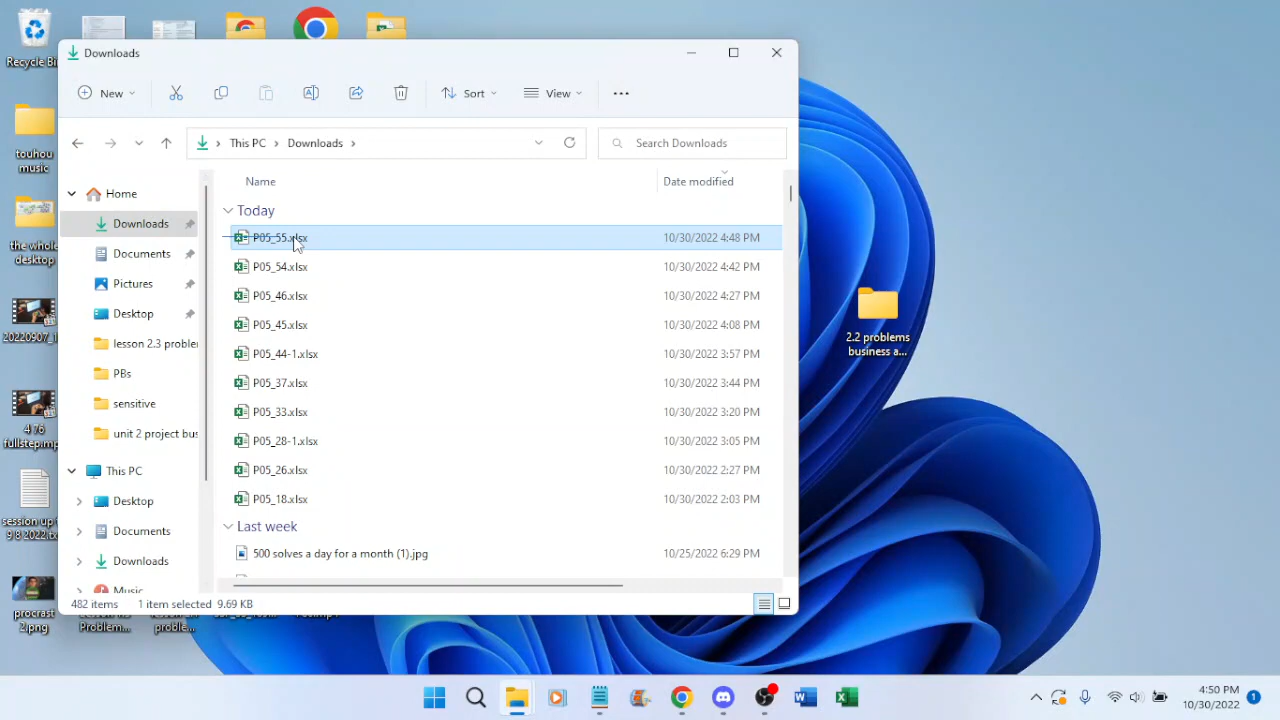 Recycle Bin
touhou
music
the whole
desktop
20220907_1
4 76
session up
9 8 2022.tx
procrast
2.png
Downloads
New
Sort
View
This PC
Downloads
Search Downloads
Home
Downloads
Documents
Pictures
Desktop
lesson 2.3 proble
PBs
sensitive
unit 2 project bus
This PC
Desktop
Documents
Downloads
Music
Name
Date modified
Today
P05_55.xlsx 10/30/2022 4:48 PM
P05_54.xlsx 10/30/2022 4:42 PM
P05_46.xlsx 10/30/2022 4:27 PM
P05_45.xlsx 10/30/2022 4:08 PM
P05_44-1.xlsx 10/30/2022 3:57 PM
P05_37.xlsx 10/30/2022 3:44 PM
P05_33.xlsx 10/30/2022 3:20 PM
P05_28-1.xlsx 10/30/2022 3:05 PM
P05_26.xlsx 10/30/2022 2:27 PM
P05_18.xlsx 10/30/2022 2:03 PM
Last week
500 solves a day for a month (1).jpg 10/25/2022 6:29 PM
482 items 1 item selected 9.69 KB
Problem...
proble...
2.2 problems
business a...
4:50 PM
10/30/2022
1